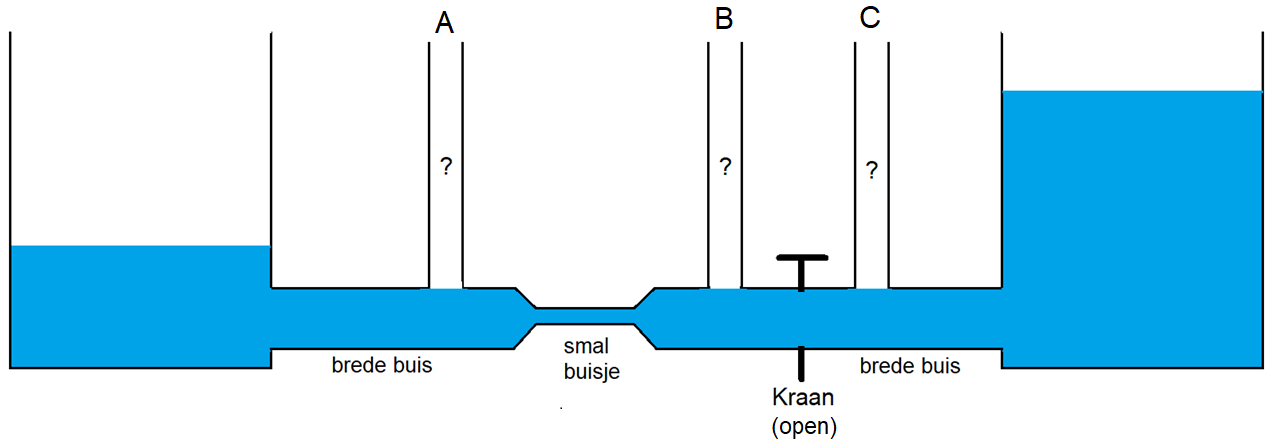 A
B
C
?
?
?
brede buis
smal
buisje
brede buis
Kraan
(open)